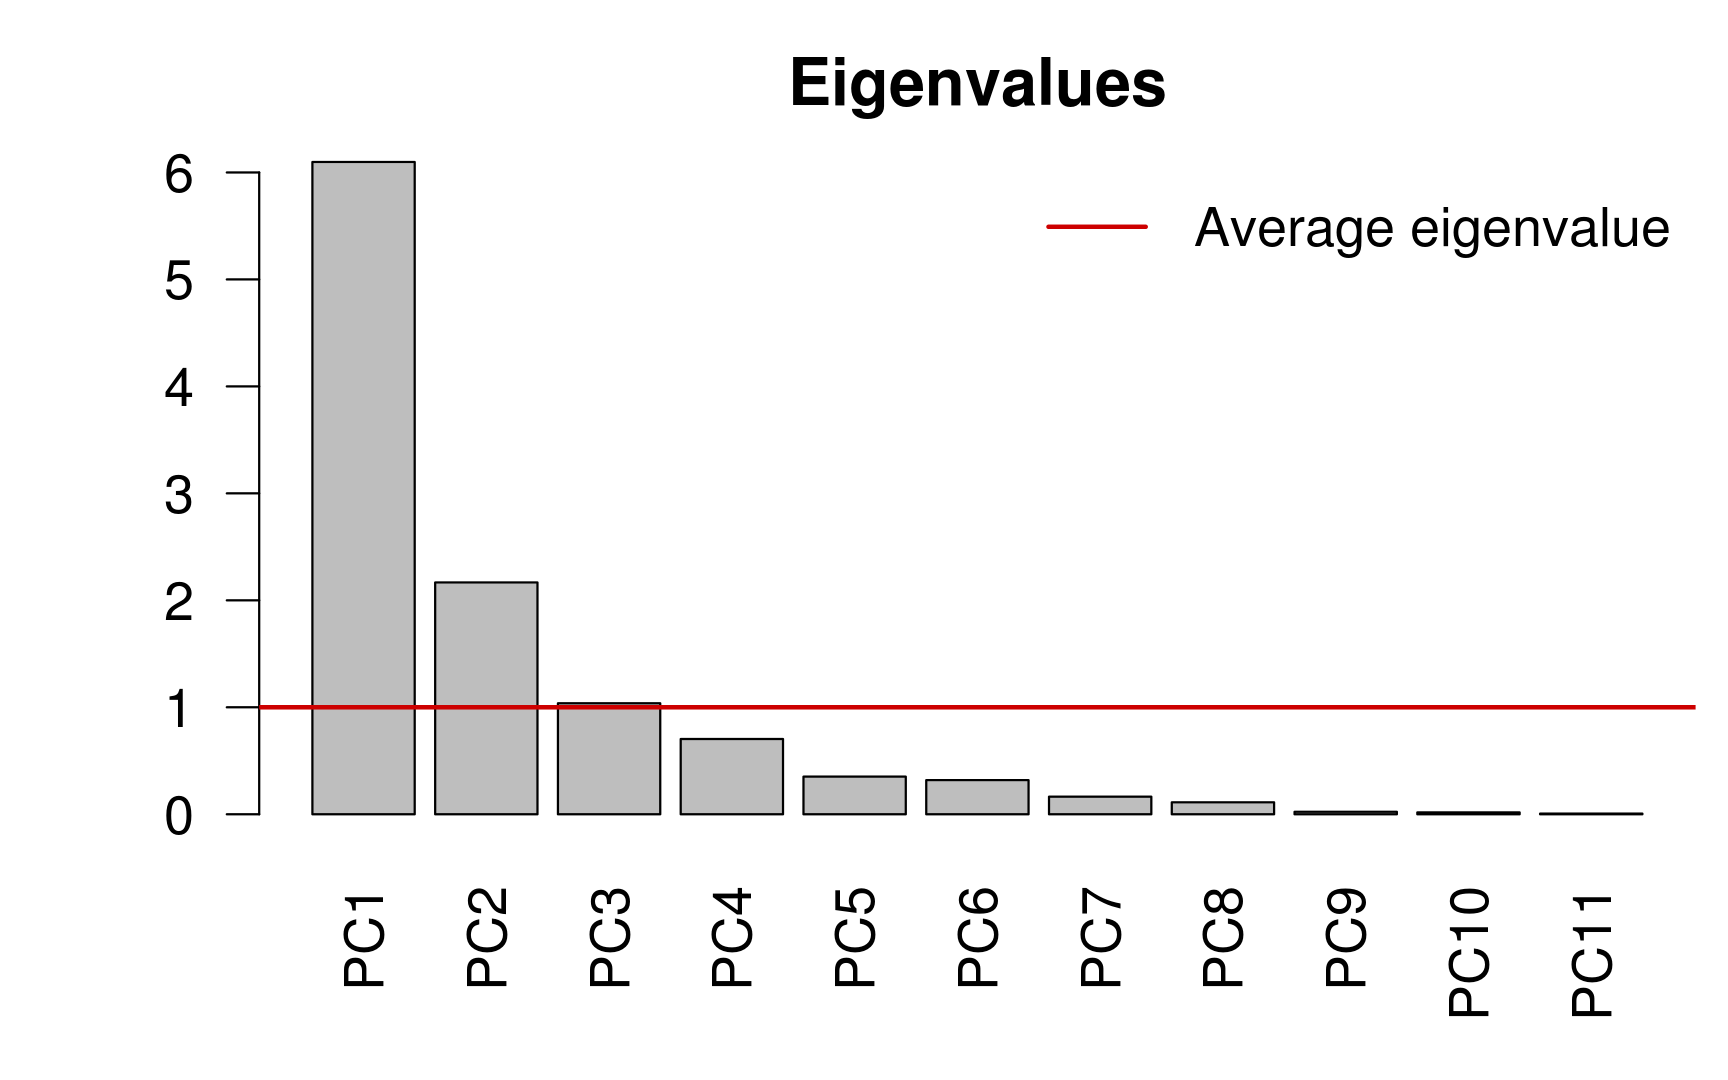 Eigenvalues
Average eigenvalue
6
5
4
3
2
1
0
PC1
PC2
PC3
PC4
PC5
PC6
PC7
PC8
PC9
PC10
PC11